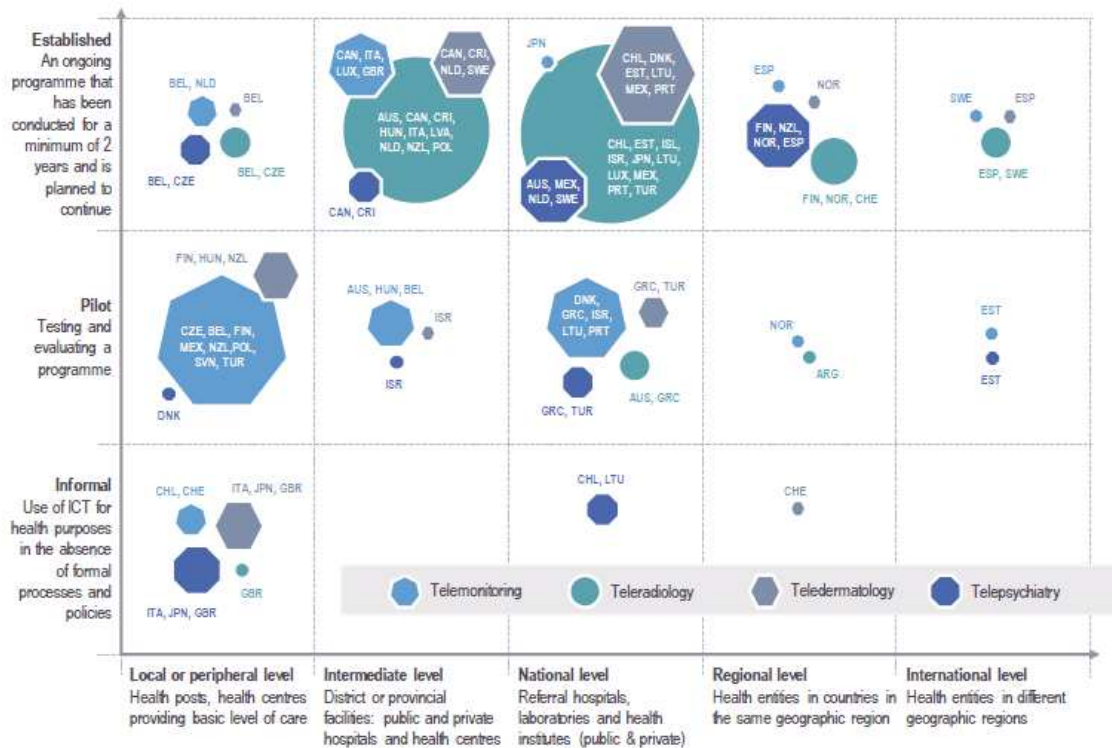 Established
An ongoing
programme that
has been
conducted for a
minimum of 2
years and is
planned to
continue
BEL, NLD
BEL
BEL, CZE
BEL, CZE
CAN, ITA,
LUX, GBR
CAN, CRI,
NLD, SWE
AUS, CAN, CRI,
HUN, ITA, LVA,
NLD, NZL, POL
CAN, CRI
JPN
CHL, DNK,
EST, LTU,
MEX, PRT
CHL, EST, ISL,
ISR, JPN, LTU,
LUX, MEX,
PRT, TUR
AUS, MEX,
NLD, SWE
ESP
NOR
FIN, NZL,
NOR, ESP
FIN, NOR, CHE
SWE
ESP
ESP, SWE
Pilot
Testing and
evaluating a
programme
FIN, HUN, NZL
CZE, BEL, FIN,
MEX, NZL,POL,
SVN, TUR
DNK
AUS, HUN, BEL
ISR
ISR
DNK,
GRC, ISR,
LTU, PRT
GRC, TUR
GRC, TUR
AUS, GRC
NOR
ARG
EST
EST
Informal
Use of ICT for
health purposes
in the absence
of formal
processes and
policies
CHL, CHE
ITA, JPN, GBR
GBR
ITA, JPN, GBR
CHL, LTU
CHE
Telemonitoring
Teleradiology
Teledermatology
Telepsychiatry
Local or peripheral level
Health posts, health centres
providing basic level of care
Intermediate level
District or provincial
facilities: public and private
hospitals and health centres
National level
Referral hospitals,
laboratories and health
institutes (public & private)
Regional level
Health entities in countries in
the same geographic region
International level
Health entities in different
geographic regions